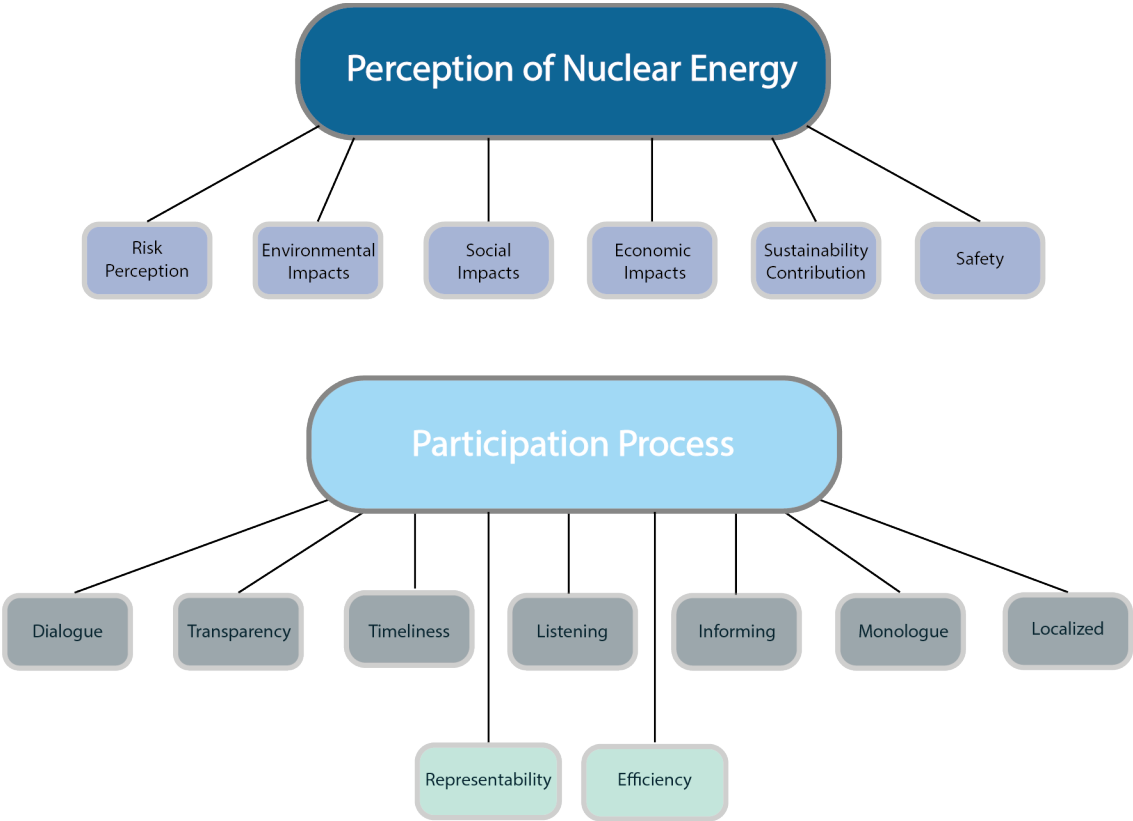 Perception of Nuclear Energy
Risk
Perception
Environmental
Impacts
Social
Impacts
Economic
Impacts
Sustainability
Contribution
Safety
Participation Process
Dialogue
Transparency
Timeliness
Listening
Informing
Monologue
Localized
Representability
Efficiency